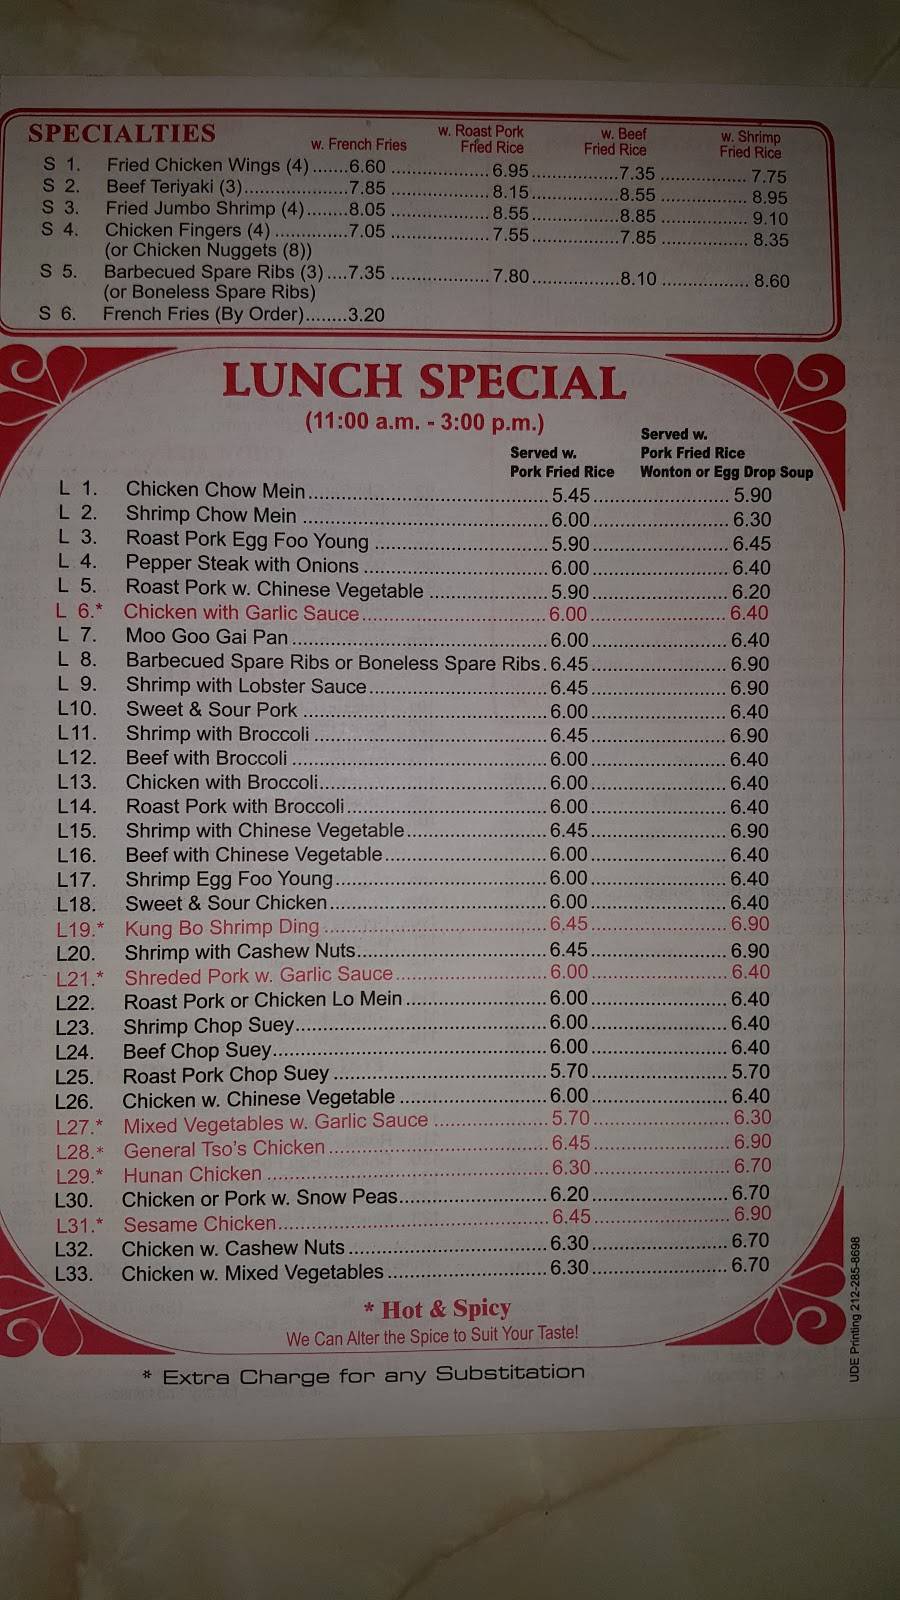 SPECIALTIES w. French Fries w. Roast Pork Fried Rice w. Beef Fried Rice w. Shrimp Fried Rice
S 1. Fried Chicken Wings (4).......6.60....................6.95..................7.35..................7.75
S 2. Beef Teriyaki (3)....................7.85....................8.15..................8.55..................8.95
S 3. Fried Jumbo Shrimp (4)........8.05....................8.55..................8.85..................9.10
S 4. Chicken Fingers (4)..............7.05....................7.55..................7.85..................8.35
(or Chicken Nuggets (8))
S 5. Barbecued Spare Ribs (3)....7.35....................7.80..................8.10..................8.60
(or Boneless Spare Ribs)
S 6. French Fries (By Order)........3.20
LUNCH SPECIAL
(11:00 a.m. - 3:00 p.m.)
Served w. Pork Fried Rice Served w. Pork Fried Rice Wonton or Egg Drop Soup
L 1. Chicken Chow Mein..........5.45..........5.90
L 2. Shrimp Chow Mein..........6.00..........6.30
L 3. Roast Pork Egg Foo Young..........5.90..........6.45
L 4. Pepper Steak with Onions..........6.00..........6.40
L 5. Roast Pork w. Chinese Vegetable..........5.90..........6.20
L 6.* Chicken with Garlic Sauce..........6.00..........6.40
L 7. Moo Goo Gai Pan..........6.00..........6.40
L 8. Barbecued Spare Ribs or Boneless Spare Ribs.6.45..........6.90
L 9. Shrimp with Lobster Sauce..........6.45..........6.90
L10. Sweet & Sour Pork..........6.00..........6.40
L11. Shrimp with Broccoli..........6.45..........6.90
L12. Beef with Broccoli..........6.00..........6.40
L13. Chicken with Broccoli..........6.00..........6.40
L14. Roast Pork with Broccoli..........6.00..........6.40
L15. Shrimp with Chinese Vegetable..........6.45..........6.90
L16. Beef with Chinese Vegetable..........6.00..........6.40
L17. Shrimp Egg Foo Young..........6.00..........6.40
L18. Sweet & Sour Chicken..........6.00..........6.40
L19.* Kung Bo Shrimp Ding..........6.45..........6.90
L20. Shrimp with Cashew Nuts..........6.45..........6.90
L21.* Shreded Pork w. Garlic Sauce..........6.00..........6.40
L22. Roast Pork or Chicken Lo Mein..........6.00..........6.40
L23. Shrimp Chop Suey..........6.00..........6.40
L24. Beef Chop Suey..........6.00..........6.40
L25. Roast Pork Chop Suey..........5.70..........5.70
L26. Chicken w. Chinese Vegetable..........6.00..........6.40
L27.* Mixed Vegetables w. Garlic Sauce..........5.70..........6.30
L28.* General Tso's Chicken..........6.45..........6.90
L29.* Hunan Chicken..........6.30..........6.70
L30. Chicken or Pork w. Snow Peas..........6.20..........6.70
L31.* Sesame Chicken..........6.45..........6.90
L32. Chicken w. Cashew Nuts..........6.30..........6.70
L33. Chicken w. Mixed Vegetables..........6.30..........6.70
* Hot & Spicy
We Can Alter the Spice to Suit Your Taste!
* Extra Charge for any Substitation
UDE Printing 212-285-8698